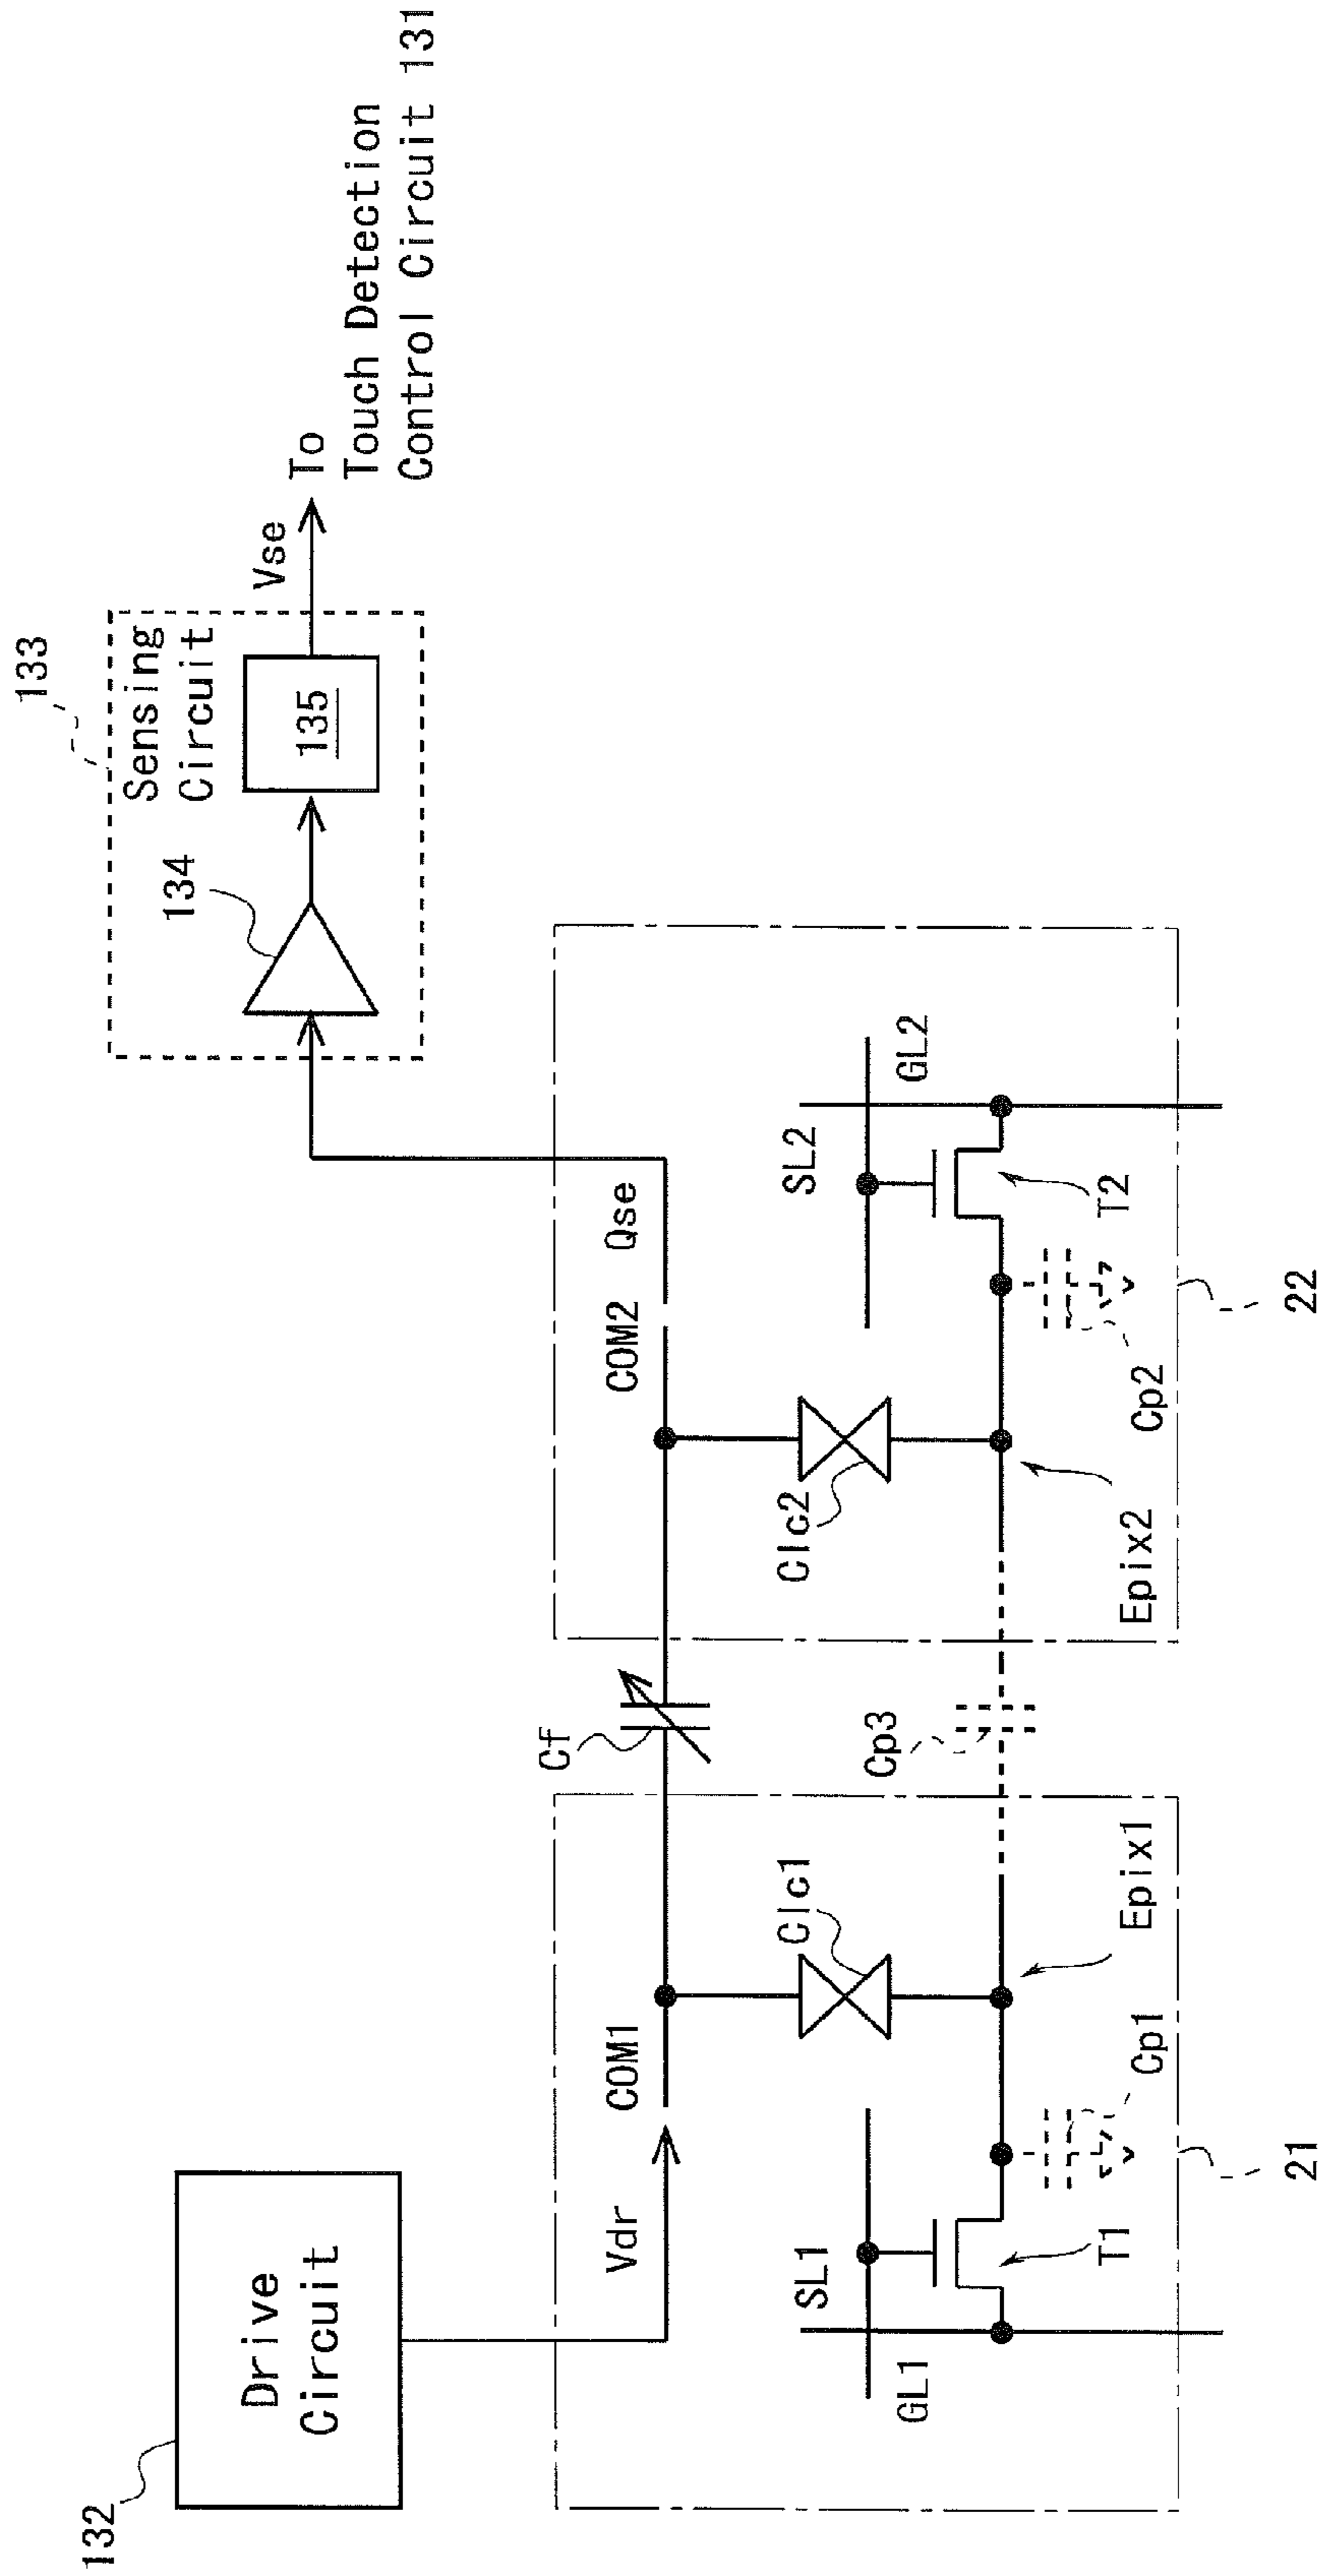 132
Drive
Circuit
133
Sensing
Circuit
134
135
Vse
To
Touch Detection
Control Circuit 131
Vdr
COM1
Cf
COM2
Qse
SL1
GL1
Clc1
T1
Cp1
Epix1
21
Cp3
Clc2
SL2
GL2
Epix2
Cp2
T2
22